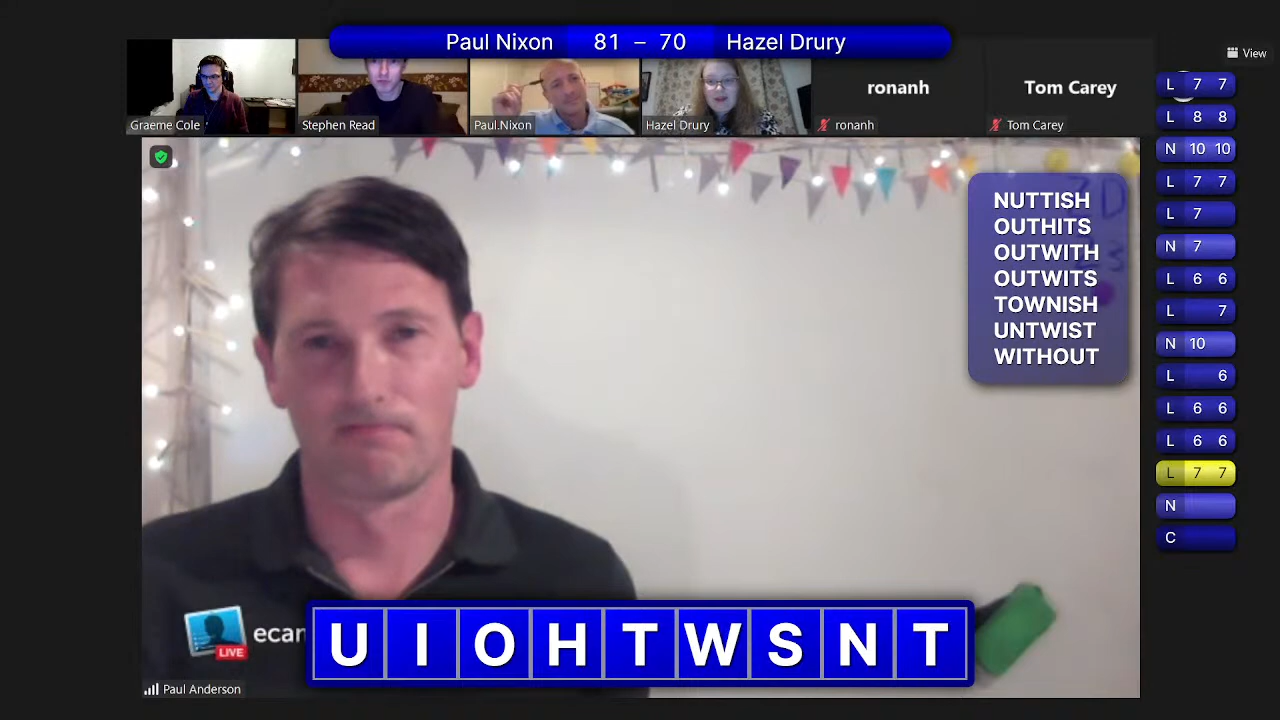 Paul Nixon 81 – 70 Hazel Drury
View
ronanh
Tom Carey
Graeme Cole
Stephen Read
Paul.Nixon
Hazel Drury
ronanh
Tom Carey
L 7 7
L 8 8
N 10 10
L 7 7
L 7
N 7
L 6 6
L 7
N 10
L 6
L 6 6
L 6 6
L 7 7
N
C
NUTTISH
OUTHITS
OUTWITH
OUTWITS
TOWNISH
UNTWIST
WITHOUT
LIVE
ecam
U I O H T W S N T
Paul Anderson